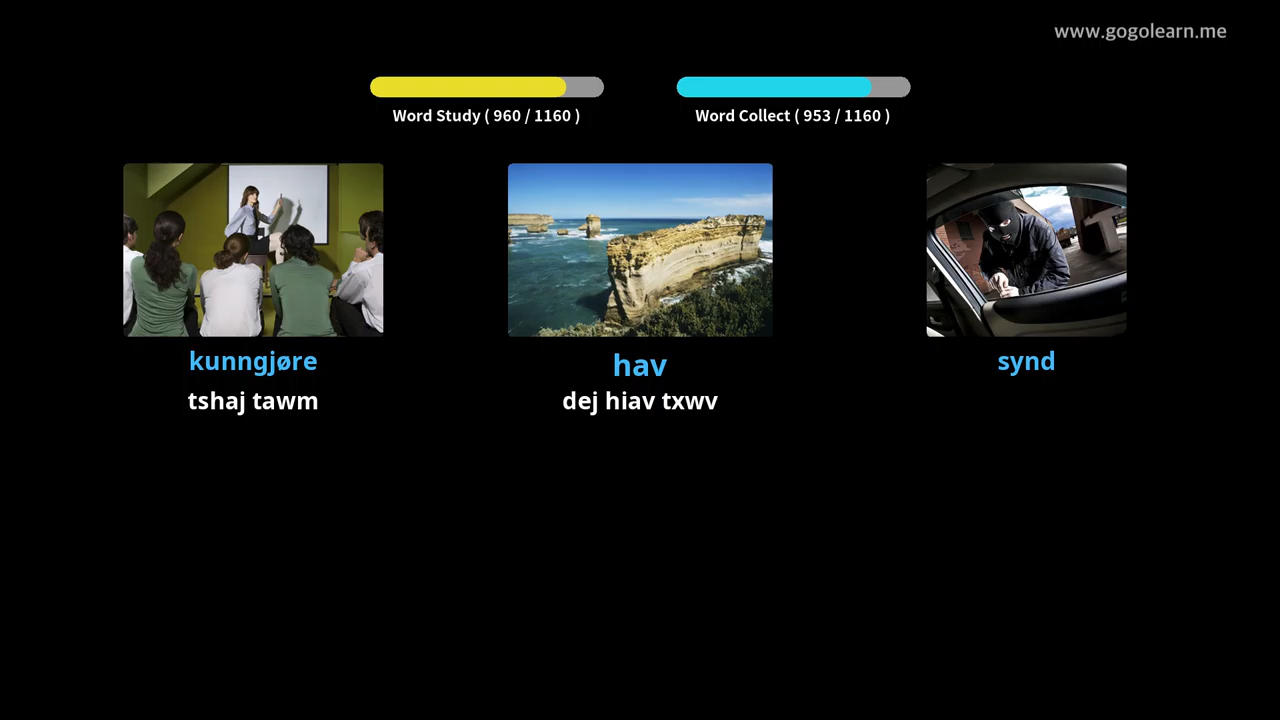 www.gogolearn.me
Word Study ( 960 / 1160 )
Word Collect ( 953 / 1160 )
kunngjøre
tshaj tawm
hav
dej hiav txwv
synd